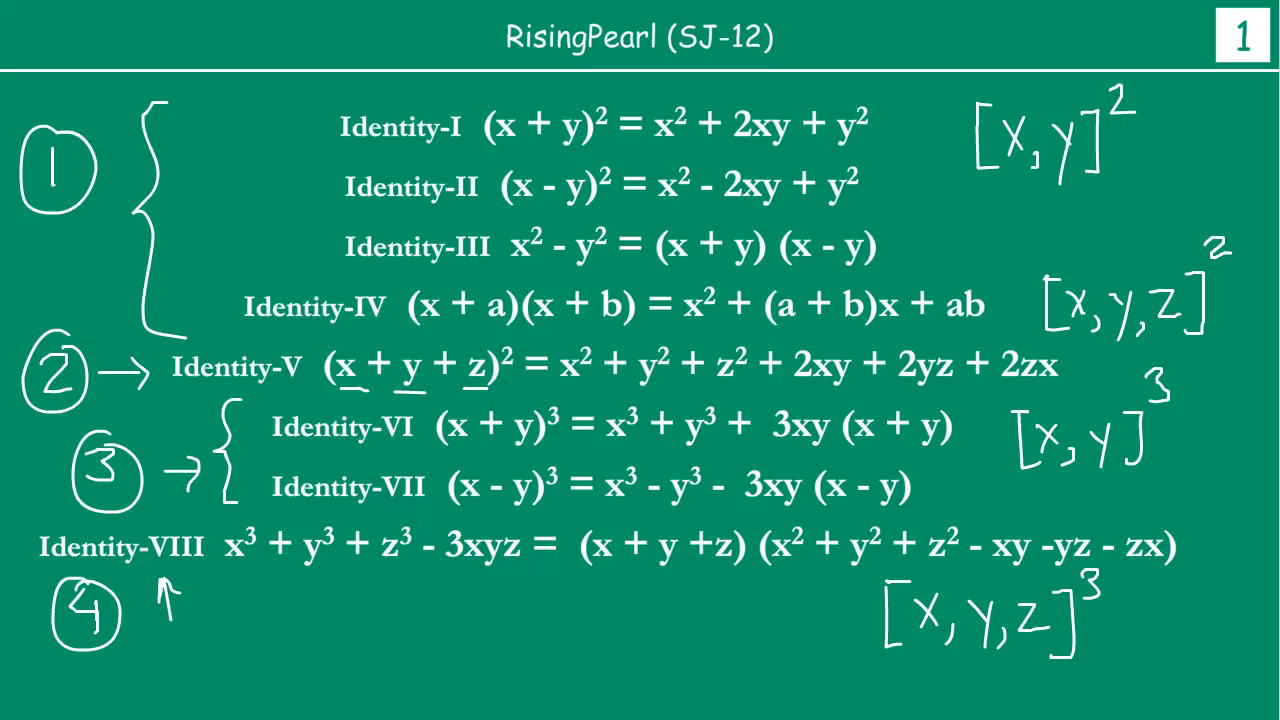 RisingPearl (SJ-12)
1
1
Identity-I (x + y)² = x² + 2xy + y²
[x, y]²
Identity-II (x - y)² = x² - 2xy + y²
Identity-III x² - y² = (x + y) (x - y)
Identity-IV (x + a)(x + b) = x² + (a + b)x + ab
[x, y, z]²
2 → Identity-V (x + y + z)² = x² + y² + z² + 2xy + 2yz + 2zx
3 →
Identity-VI (x + y)³ = x³ + y³ + 3xy (x + y)
[x, y]³
Identity-VII (x - y)³ = x³ - y³ - 3xy (x - y)
Identity-VIII x³ + y³ + z³ - 3xyz = (x + y +z) (x² + y² + z² - xy -yz - zx)
4 ↑
[x, y, z]³